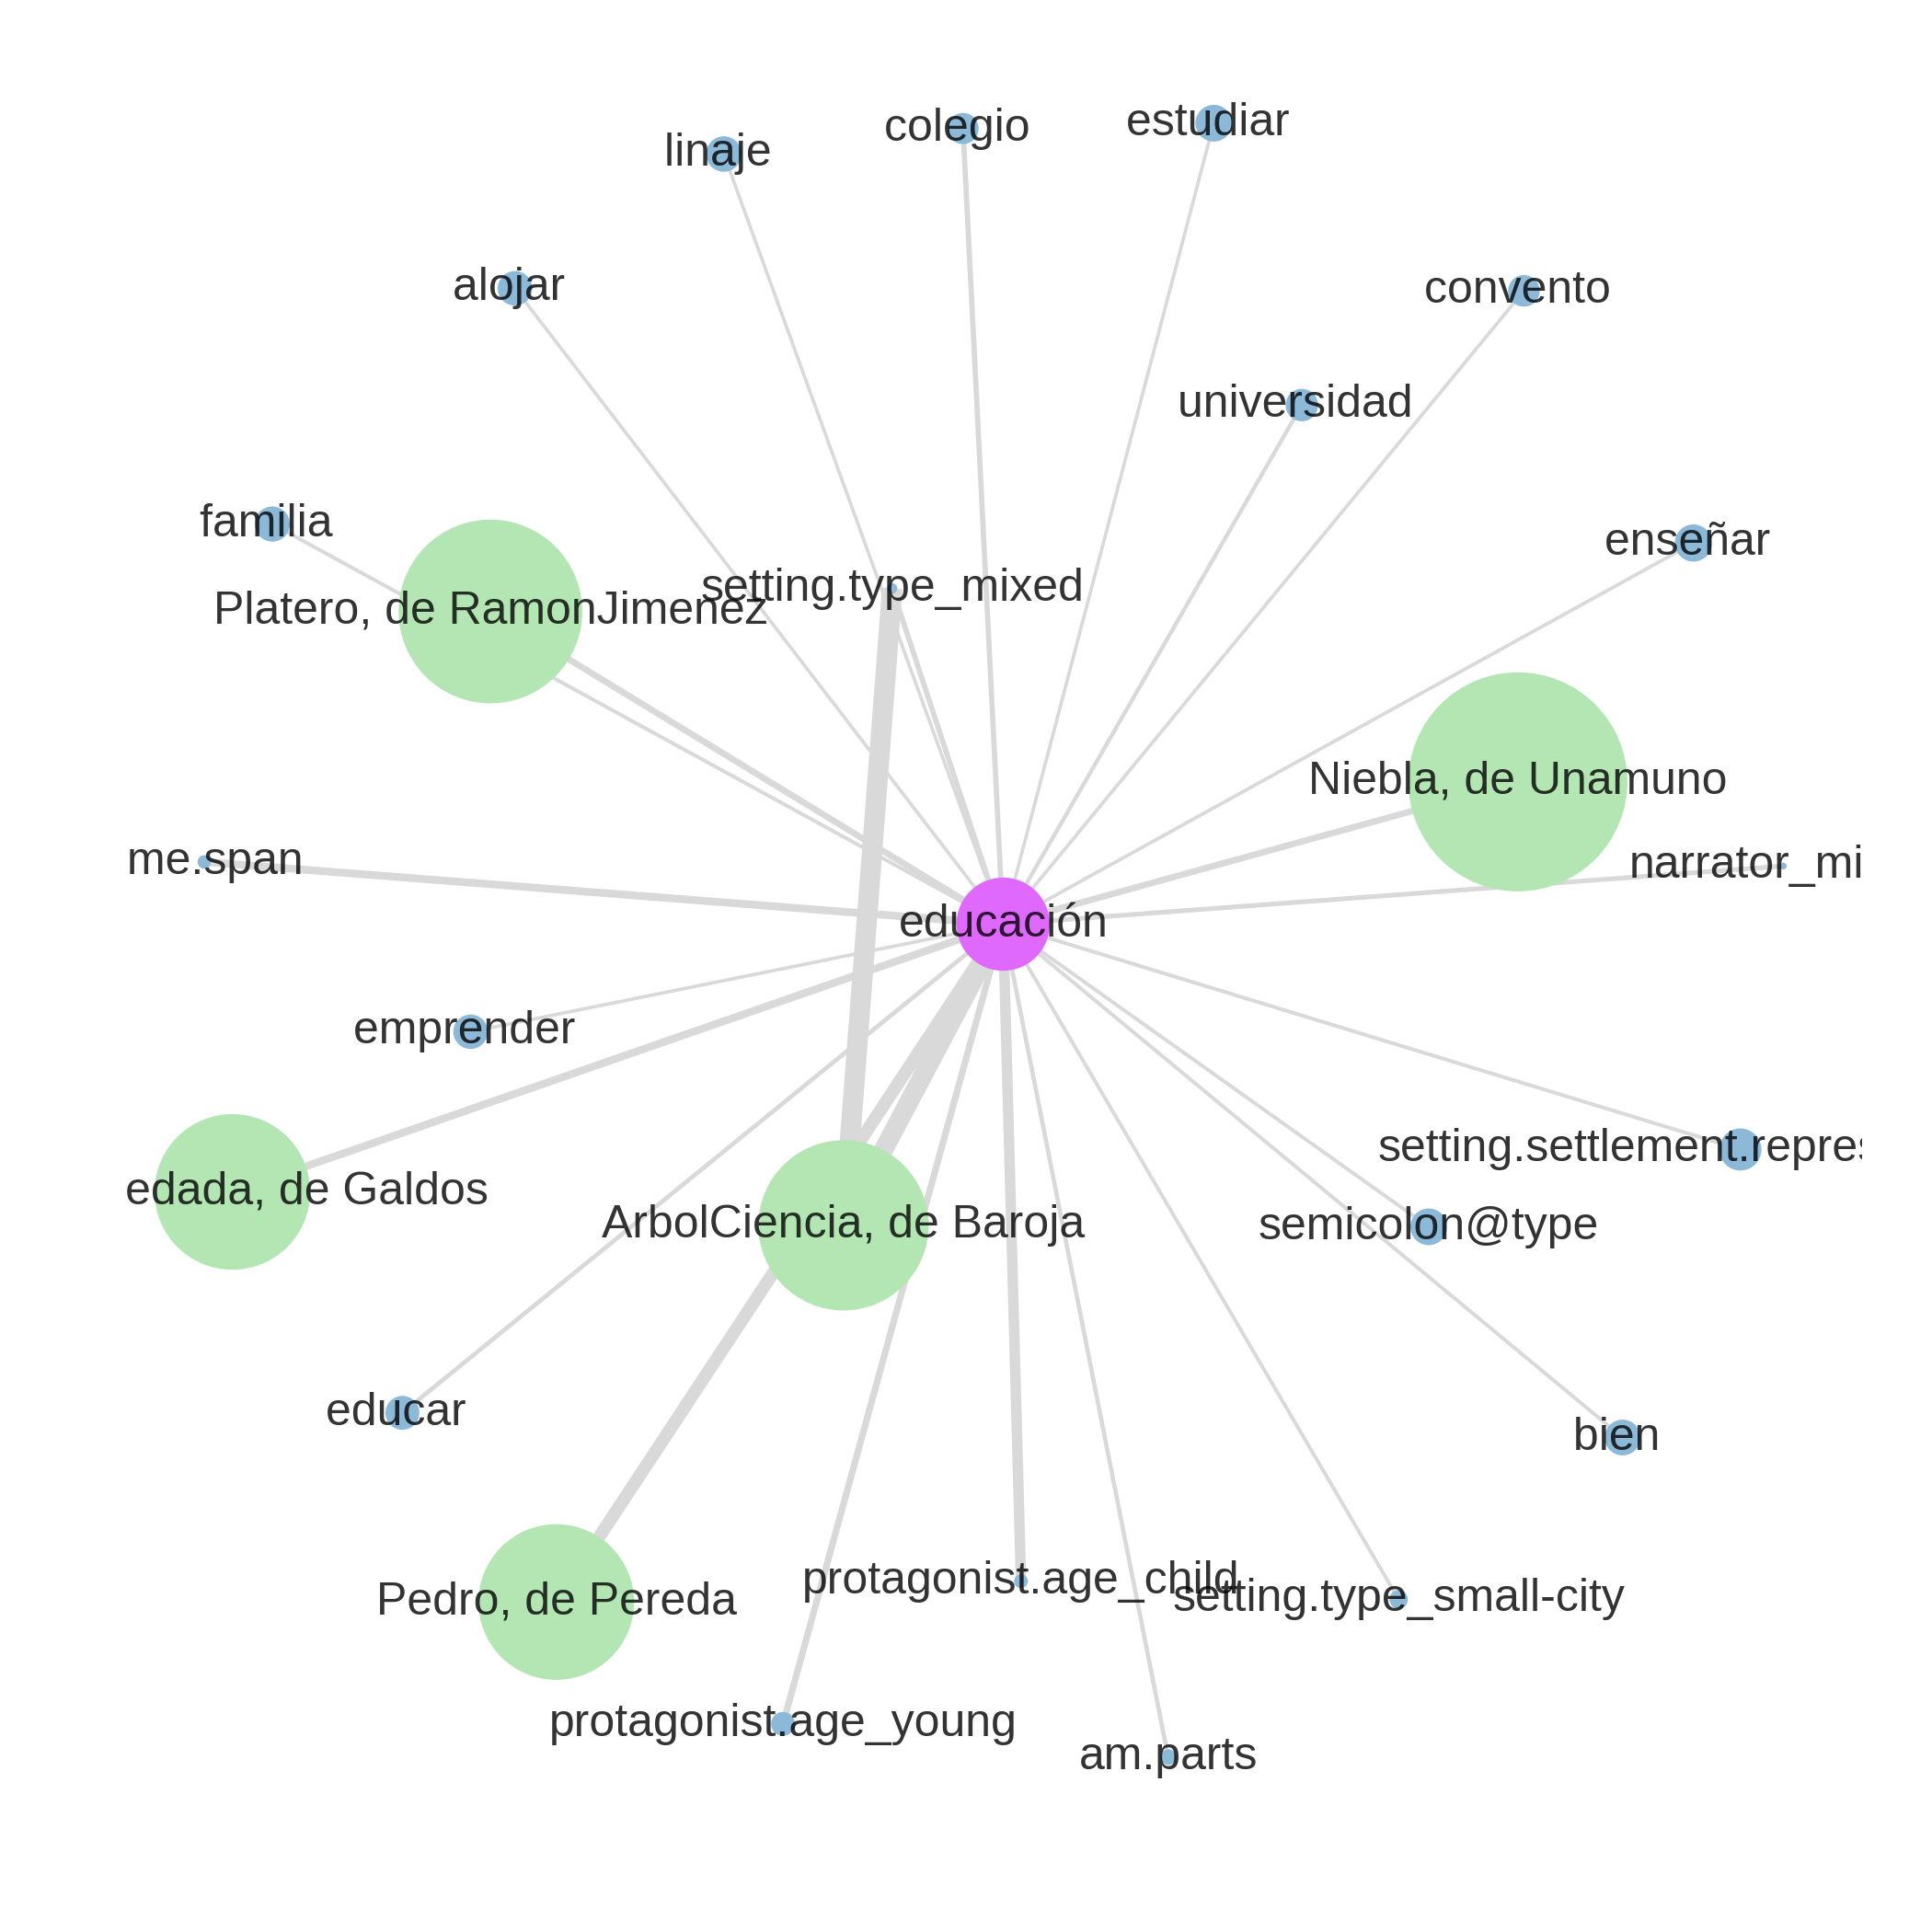 estudiar
colegio
linaje
alojar
convento
universidad
familia
enseñar
setting.type_mixed
Platero, de RamonJimenez
Niebla, de Unamuno
me.span
narrator_mi
educación
emprender
setting.settlement.repres
edada, de Galdos
ArbolCiencia, de Baroja
semicolon@type
educar
bien
protagonist.age_child
setting.type_small-city
Pedro, de Pereda
protagonist.age_young
am.parts